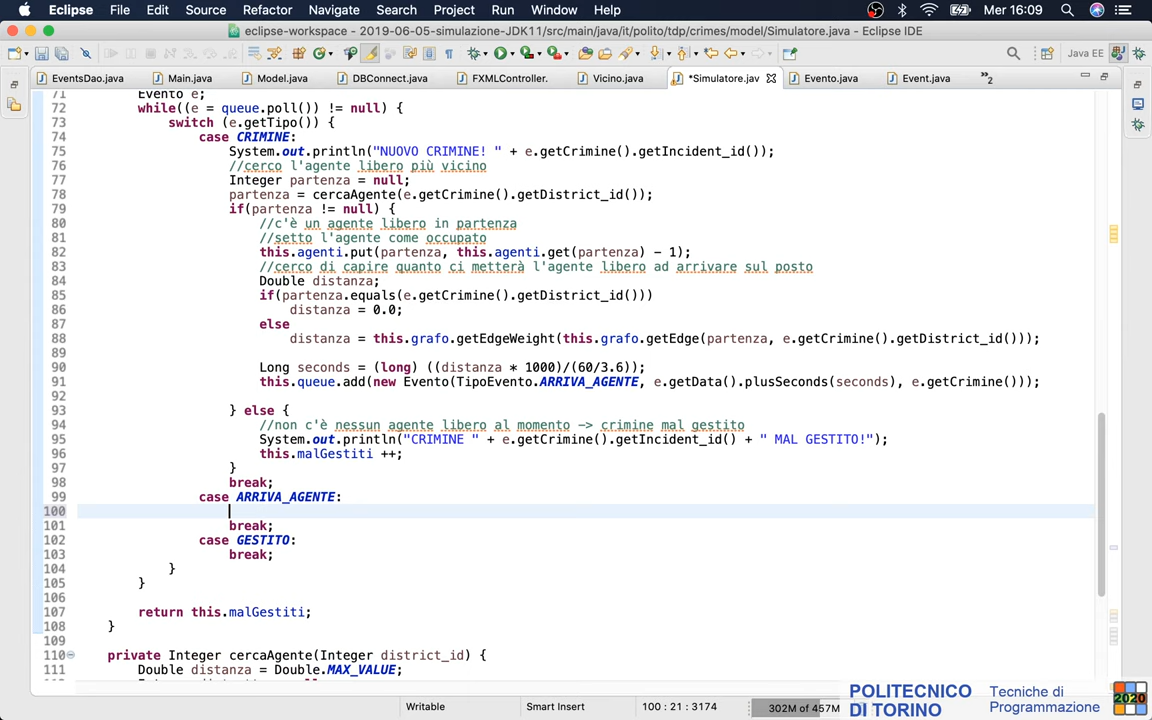 Eclipse File Edit Source Refactor Navigate Search Project Run Window Help Mer 16:09
eclipse-workspace - 2019-06-05-simulazione-JDK11/src/main/java/it/polito/tdp/crimes/model/Simulatore.java - Eclipse IDE
Java EE
EventsDao.java Main.java Model.java DBConnect.java FXMLController. Vicino.java *Simulatore.jav Evento.java Event.java »2
71 Evento e;
72 while((e = queue.poll()) != null) {
73 switch (e.getTipo()) {
74 case CRIMINE:
75 System.out.println("NUOVO CRIMINE! " + e.getCrimine().getIncident_id());
76 //cerco l'agente libero più vicino
77 Integer partenza = null;
78 partenza = cercaAgente(e.getCrimine().getDistrict_id());
79 if(partenza != null) {
80 //c'è un agente libero in partenza
81 //setto l'agente come occupato
82 this.agenti.put(partenza, this.agenti.get(partenza) - 1);
83 //cerco di capire quanto ci metterà l'agente libero ad arrivare sul posto
84 Double distanza;
85 if(partenza.equals(e.getCrimine().getDistrict_id()))
86 distanza = 0.0;
87 else
88 distanza = this.grafo.getEdgeWeight(this.grafo.getEdge(partenza, e.getCrimine().getDistrict_id()));
89
90 Long seconds = (long) ((distanza * 1000)/(60/3.6));
91 this.queue.add(new Evento(TipoEvento.ARRIVA_AGENTE, e.getData().plusSeconds(seconds), e.getCrimine()));
92
93 } else {
94 //non c'è nessun agente libero al momento -> crimine mal gestito
95 System.out.println("CRIMINE " + e.getCrimine().getIncident_id() + " MAL GESTITO!");
96 this.malGestiti ++;
97 }
98 break;
99 case ARRIVA_AGENTE:
100
101 break;
102 case GESTITO:
103 break;
104 }
105 }
106
107 return this.malGestiti;
108 }
109
110 private Integer cercaAgente(Integer district_id) {
111 Double distanza = Double.MAX_VALUE;
Writable Smart Insert 100 : 21 : 3174 302M of 457M
POLITECNICO DI TORINO
Tecniche di Programmazione
2020